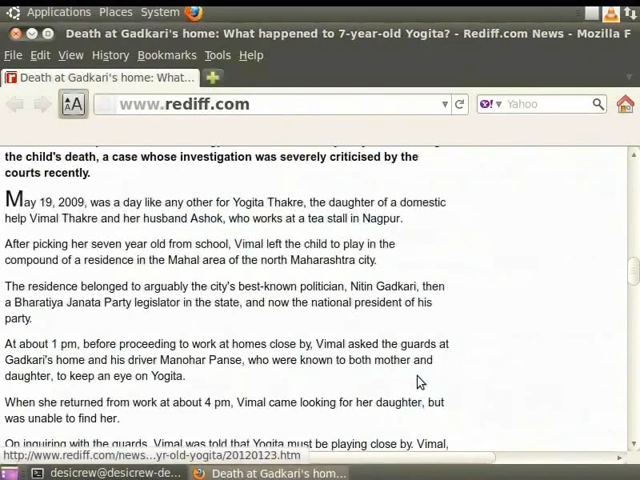 Applications Places System
Death at Gadkari's home: What happened to 7-year-old Yogita? - Rediff.com News - Mozilla F
File Edit View History Bookmarks Tools Help
Death at Gadkari's home: What...
www.rediff.com
Yahoo
the child's death, a case whose investigation was severely criticised by the
courts recently.
May 19, 2009, was a day like any other for Yogita Thakre, the daughter of a domestic
help Vimal Thakre and her husband Ashok, who works at a tea stall in Nagpur.
After picking her seven year old from school, Vimal left the child to play in the
compound of a residence in the Mahal area of the north Maharashtra city.
The residence belonged to arguably the city's best-known politician, Nitin Gadkari, then
a Bharatiya Janata Party legislator in the state, and now the national president of his
party.
At about 1 pm, before proceeding to work at homes close by, Vimal asked the guards at
Gadkari's home and his driver Manohar Panse, who were known to both mother and
daughter, to keep an eye on Yogita.
When she returned from work at about 4 pm, Vimal came looking for her daughter, but
was unable to find her.
On inquiring with the guards, Vimal was told that Yogita must be playing close by. Vimal,
http://www.rediff.com/news...yr-old-yogita/20120123.htm
desicrew@desicrew-de...
Death at Gadkari's hom...